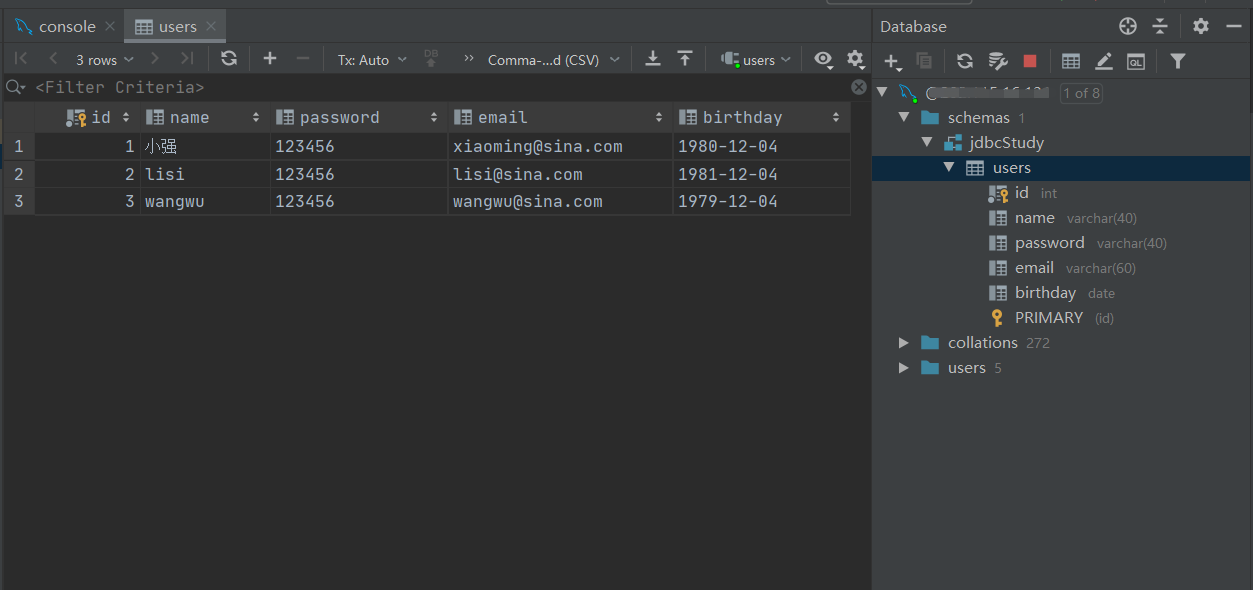 console users
3 rows Tx: Auto DB Comma-...d (CSV) users
<Filter Criteria>
id name password email birthday
1 1 小强 123456 xiaoming@sina.com 1980-12-04
2 2 lisi 123456 lisi@sina.com 1981-12-04
3 3 wangwu 123456 wangwu@sina.com 1979-12-04
Database
QL
1 of 8
schemas 1
jdbcStudy
users
id int
name varchar(40)
password varchar(40)
email varchar(60)
birthday date
PRIMARY (id)
collations 272
users 5